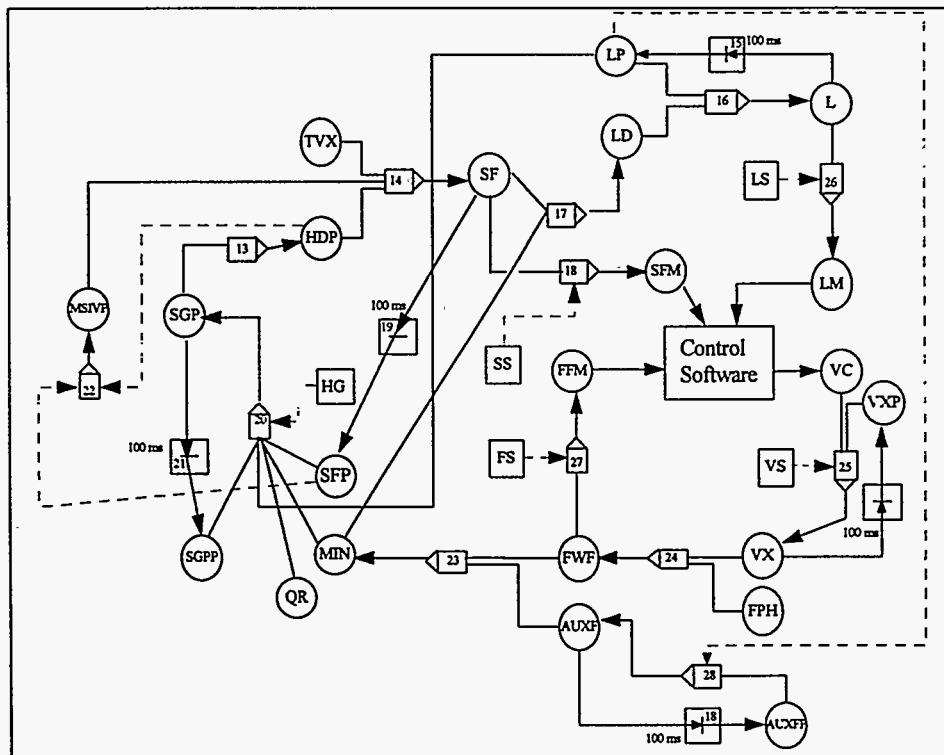 LP
15
100 ms
L
16
TVX
LD
14
SF
LS
26
17
HDP
13
18
SFM
LM
MSIVP
SGP
100 ms
19
SS
Control
Software
VC
22
HG
FFM
VXP
20
100 ms
21
FS
27
VS
25
SFP
100 ms
SGPP
MIN
23
FWF
24
VX
QR
FPH
AUXF
28
100 ms
18
AUXFP